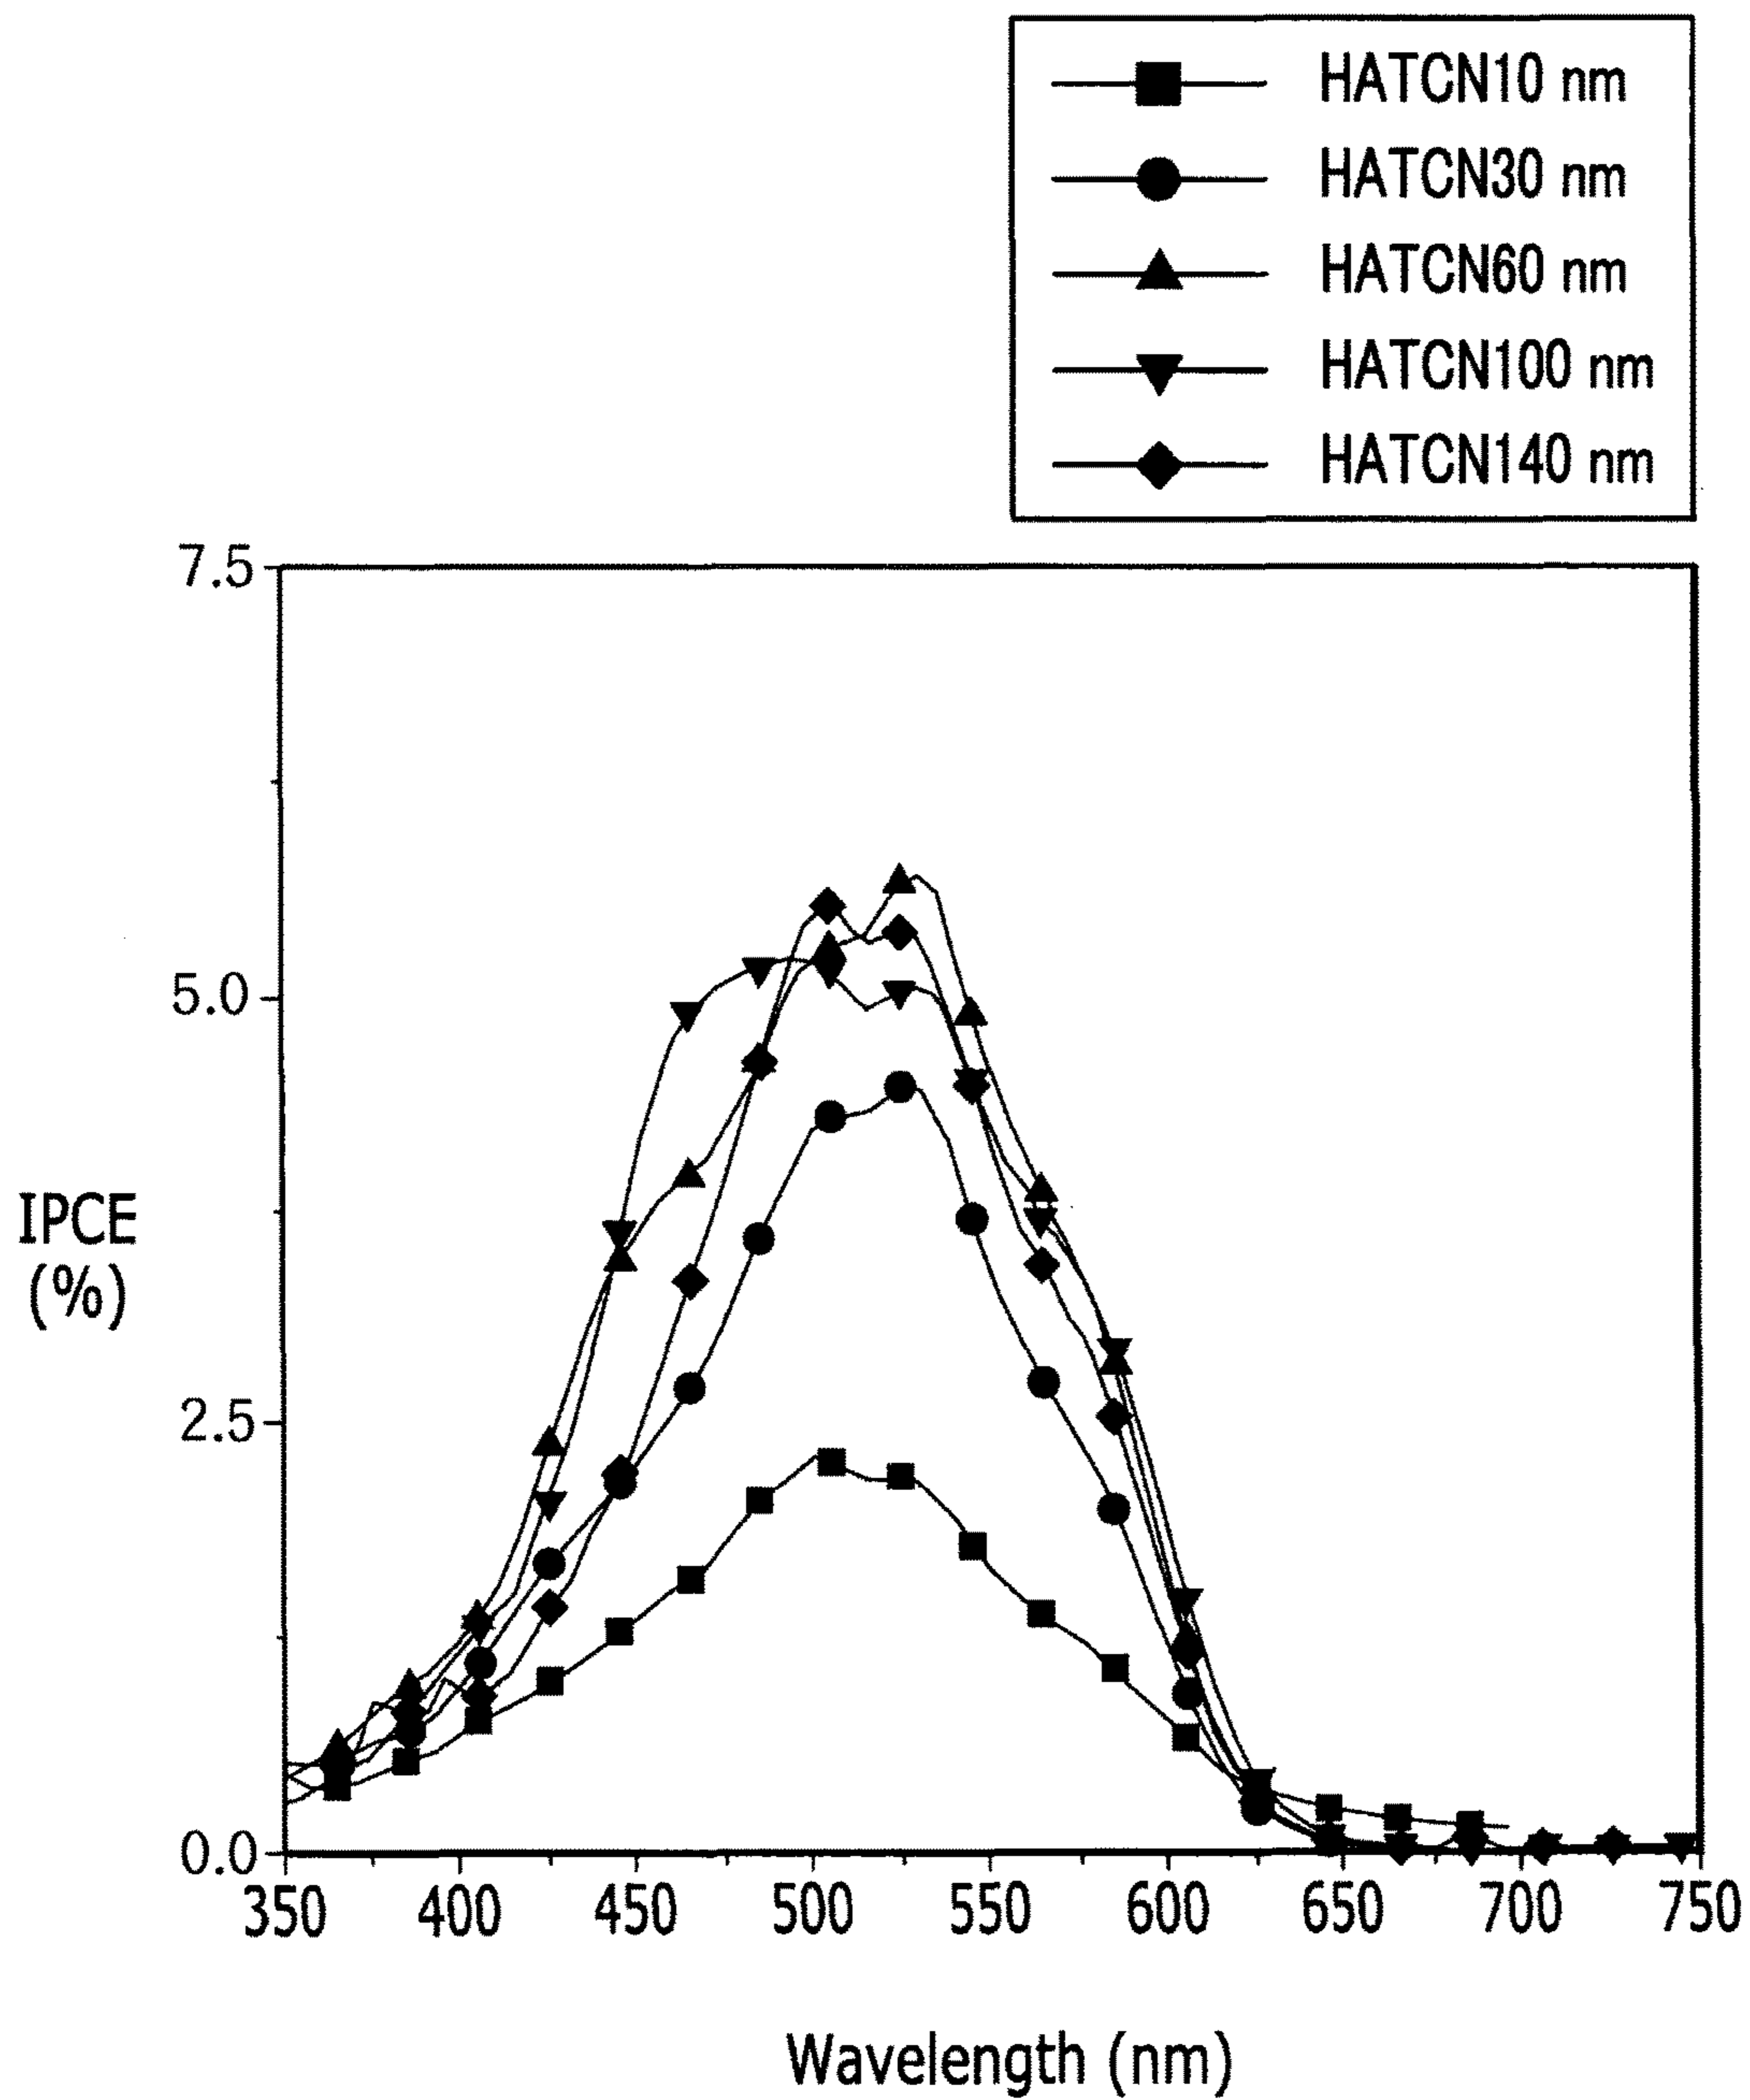 HATCN10 nm
HATCN30 nm
HATCN60 nm
HATCN100 nm
HATCN140 nm
7.5
5.0
2.5
0.0
IPCE
(%)
350 400 450 500 550 600 650 700 750
Wavelength (nm)